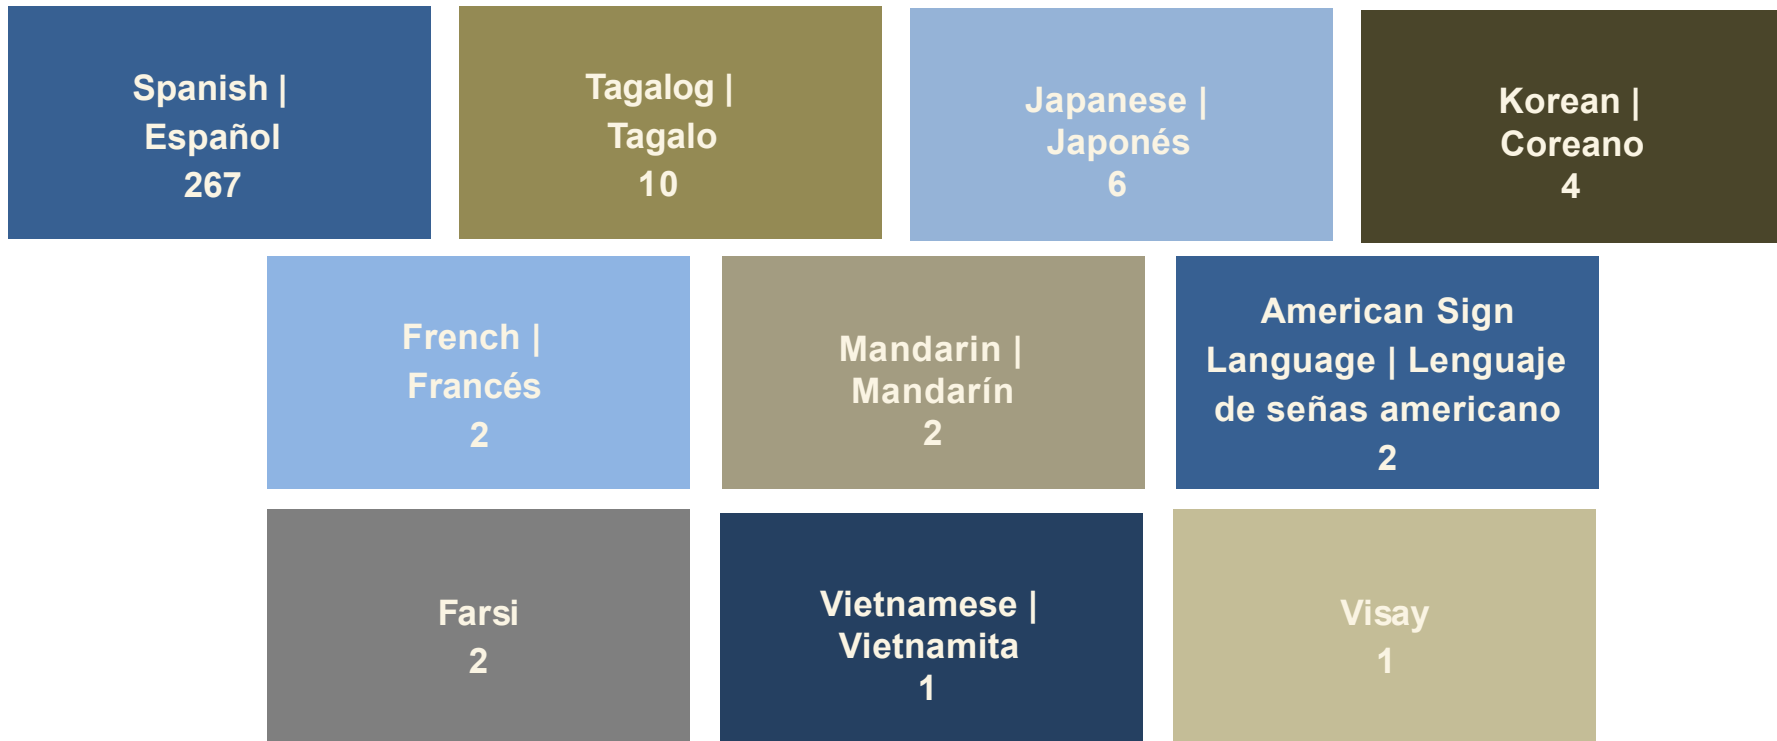 Spanish |
Español
267
Tagalog |
Tagalo
10
Japanese |
Japonés
6
Korean |
Coreano
4
French |
Francés
2
Mandarin |
Mandarín
2
American Sign
Language | Lenguaje
de señas americano
2
Farsi
2
Vietnamese |
Vietnamita
1
Visay
1